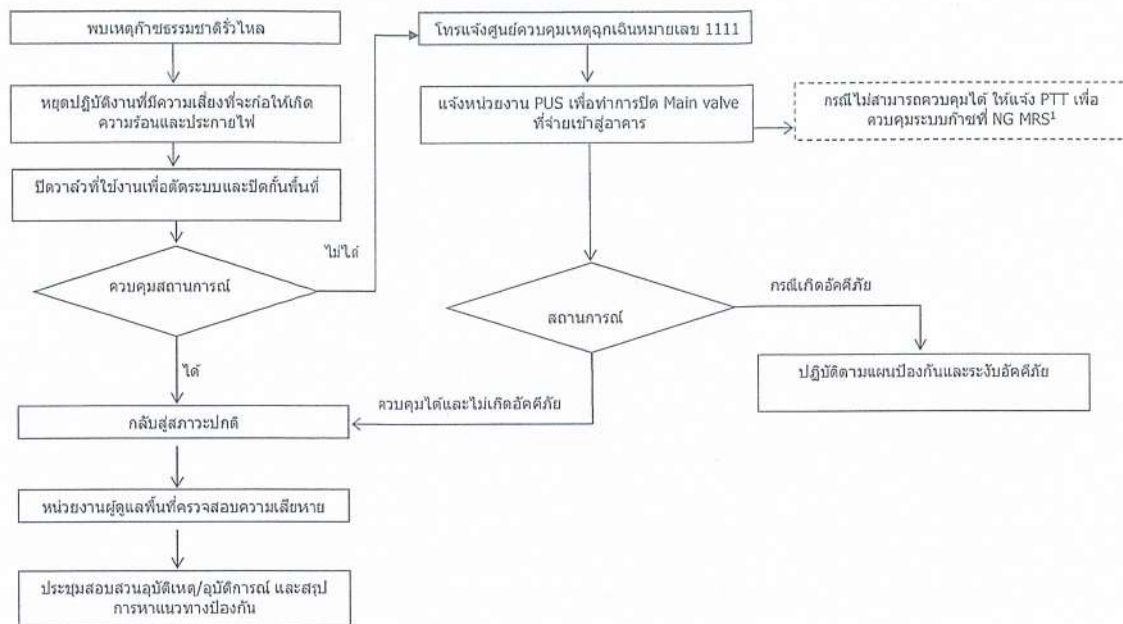 พบเหตุก๊าซธรรมชาติรั่วไหล
หยุดปฏิบัติงานที่มีความเสี่ยงที่จะก่อให้เกิด
ความร้อนและประกายไฟ
ปิดวาล์วที่ใช้งานเพื่อตัดระบบและปิดกั้นพื้นที่
ควบคุมสถานการณ์
ไม่ได้
ได้
โทรแจ้งศูนย์ควบคุมเหตุฉุกเฉินหมายเลข 1111
แจ้งหน่วยงาน PUS เพื่อทำการปิด Main valve
ที่จ่ายเข้าสู่อาคาร
กรณีไม่สามารถควบคุมได้ ให้แจ้ง PTT เพื่อ
ควบคุมระบบก๊าซที่ NG MRS¹
สถานการณ์
กรณีเกิดอัคคีภัย
ปฏิบัติตามแผนป้องกันและระงับอัคคีภัย
ควบคุมได้และไม่เกิดอัคคีภัย
กลับสู่สภาวะปกติ
หน่วยงานผู้ดูแลพื้นที่ตรวจสอบความเสียหาย
ประชุมสอบสวนอุบัติเหตุ/อุบัติการณ์ และสรุป
การหาแนวทางป้องกัน